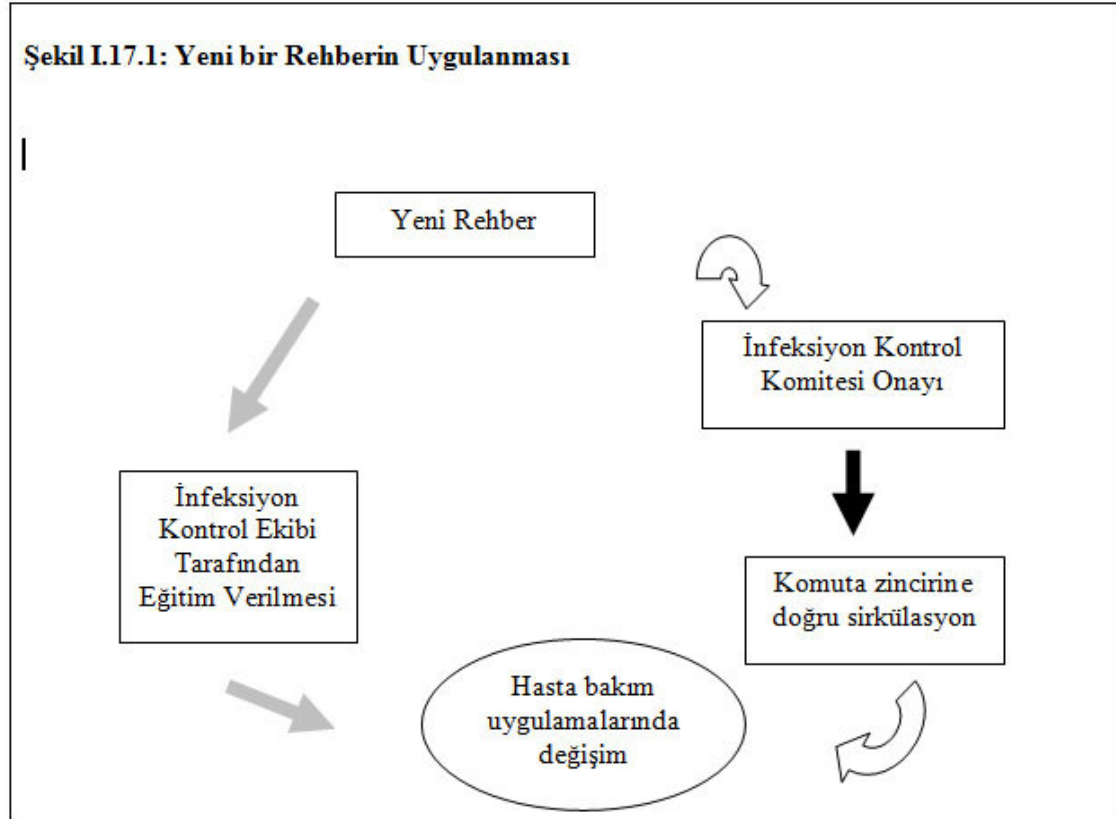 Şekil I.17.1: Yeni bir Rehberin Uygulanması
Yeni Rehber
İnfeksiyon Kontrol
Komitesi Onayı
İnfeksiyon
Kontrol Ekibi
Tarafından
Eğitim Verilmesi
Komuta zincirine
doğru sirkülasyon
Hasta bakım
uygulamalarında
değişim